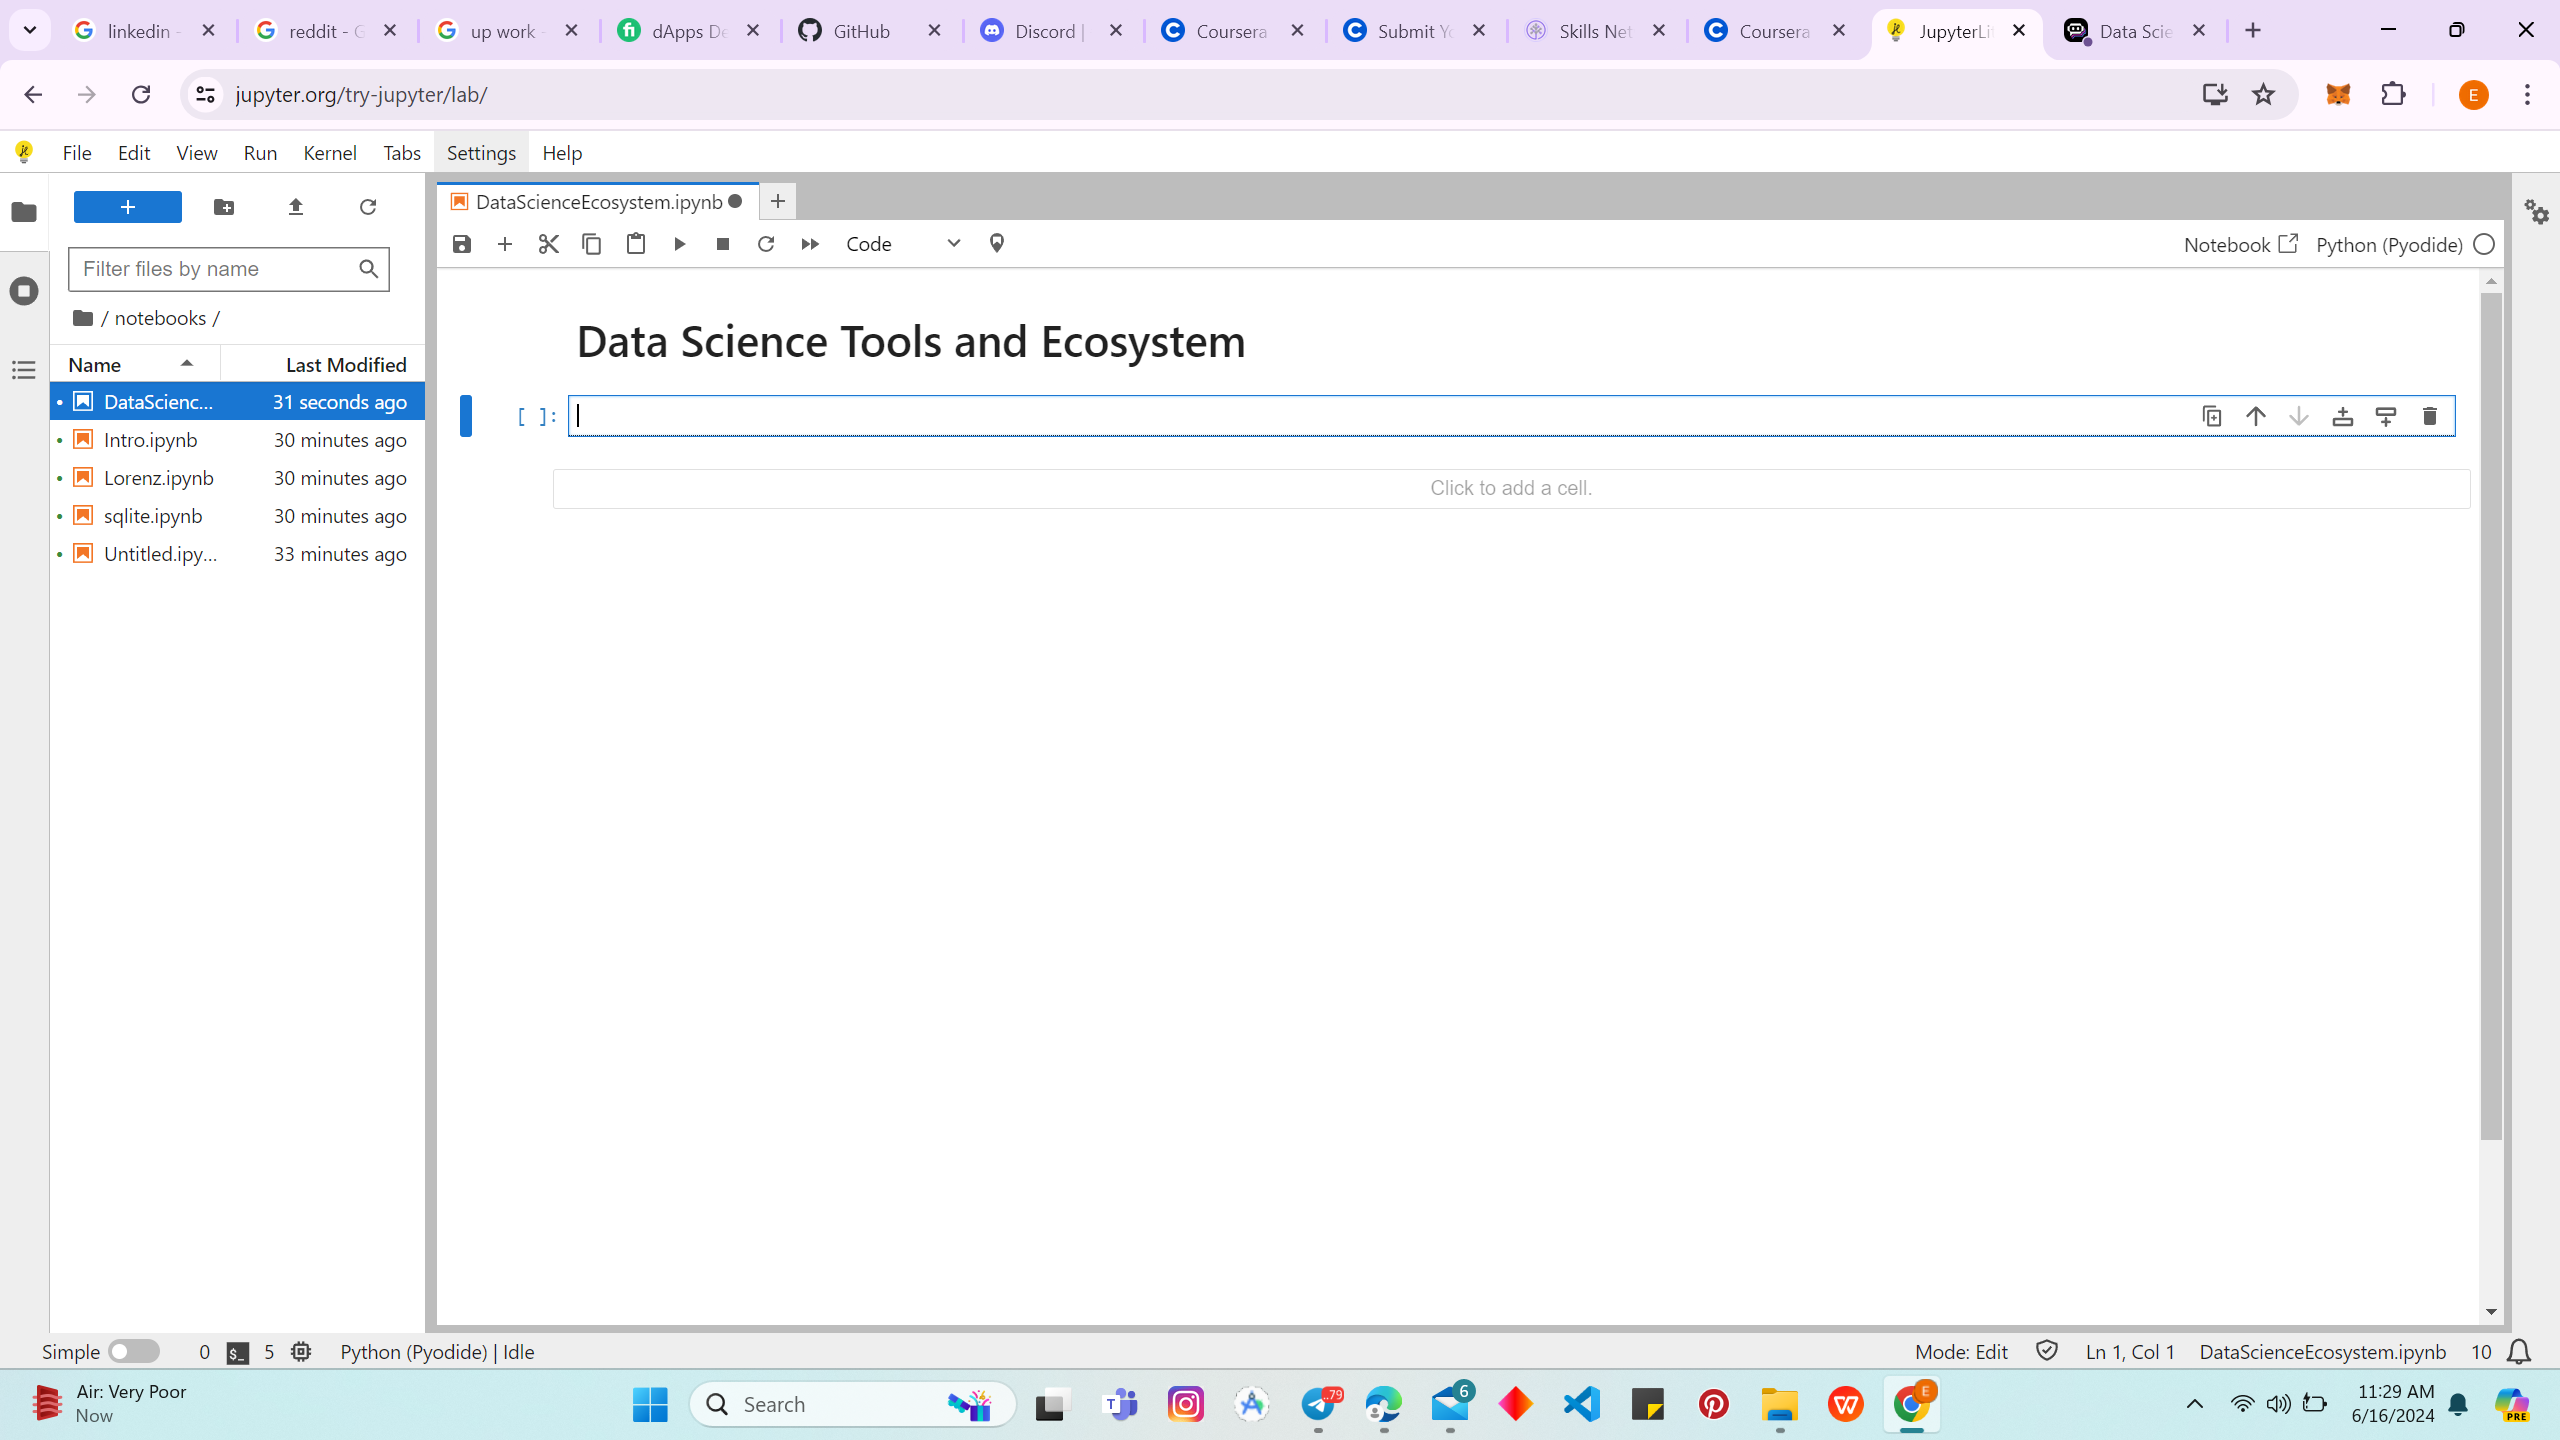 linkedin -
reddit - G
up work -
dApps De
GitHub
Discord |
Coursera
Submit Yo
Skills Net
Coursera
JupyterLit
Data Scie
jupyter.org/try-jupyter/lab/
E
File Edit View Run Kernel Tabs Settings Help
DataScienceEcosystem.ipynb
Code
Notebook
Python (Pyodide)
Filter files by name
/ notebooks /
Name Last Modified
DataScienc... 31 seconds ago
Intro.ipynb 30 minutes ago
Lorenz.ipynb 30 minutes ago
sqlite.ipynb 30 minutes ago
Untitled.ipy... 33 minutes ago
Data Science Tools and Ecosystem
[ ]:
Click to add a cell.
Simple 0 $_ 5 Python (Pyodide) | Idle
Mode: Edit Ln 1, Col 1 DataScienceEcosystem.ipynb 10
Air: Very Poor
Now
Search
T
..79
6
W
E
11:29 AM
6/16/2024
PRE